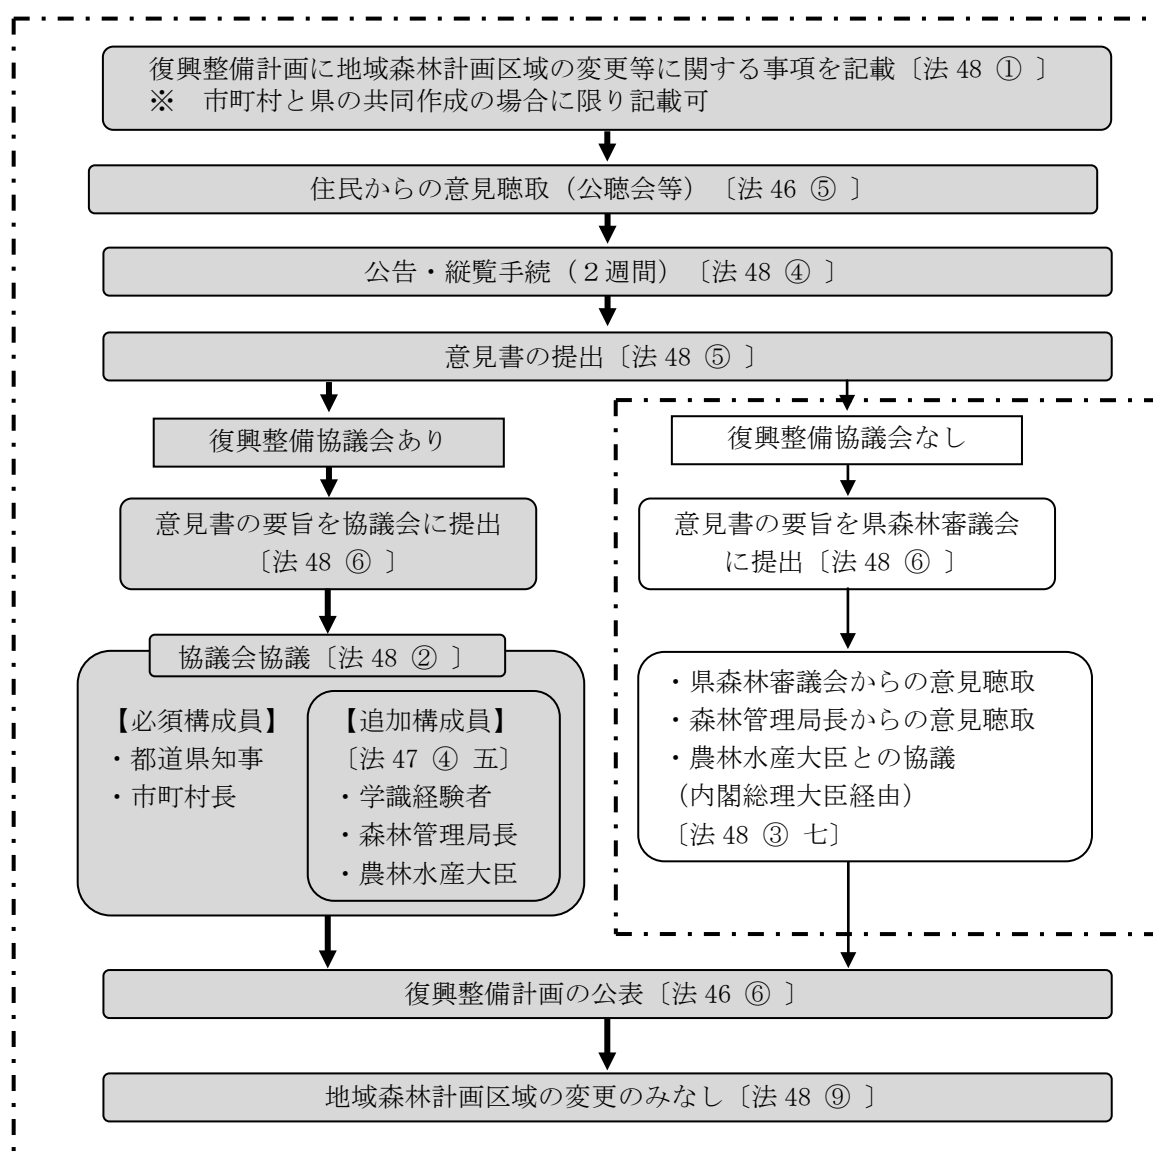 復興整備計画に地域森林計画区域の変更等に関する事項を記載〔法 48 ① 〕
※ 市町村と県の共同作成の場合に限り記載可
住民からの意見聴取（公聴会等）〔法 46 ⑤ 〕
公告・縦覧手続（２週間）〔法 48 ④ 〕
意見書の提出〔法 48 ⑤ 〕
復興整備協議会あり
意見書の要旨を協議会に提出
〔法 48 ⑥ 〕
協議会協議〔法 48 ② 〕
【必須構成員】
・都道県知事
・市町村長
【追加構成員】
〔法 47 ④ 五〕
・学識経験者
・森林管理局長
・農林水産大臣
復興整備協議会なし
意見書の要旨を県森林審議会
に提出〔法 48 ⑥ 〕
・県森林審議会からの意見聴取
・森林管理局長からの意見聴取
・農林水産大臣との協議
（内閣総理大臣経由）
〔法 48 ③ 七〕
復興整備計画の公表〔法 46 ⑥ 〕
地域森林計画区域の変更のみなし〔法 48 ⑨ 〕